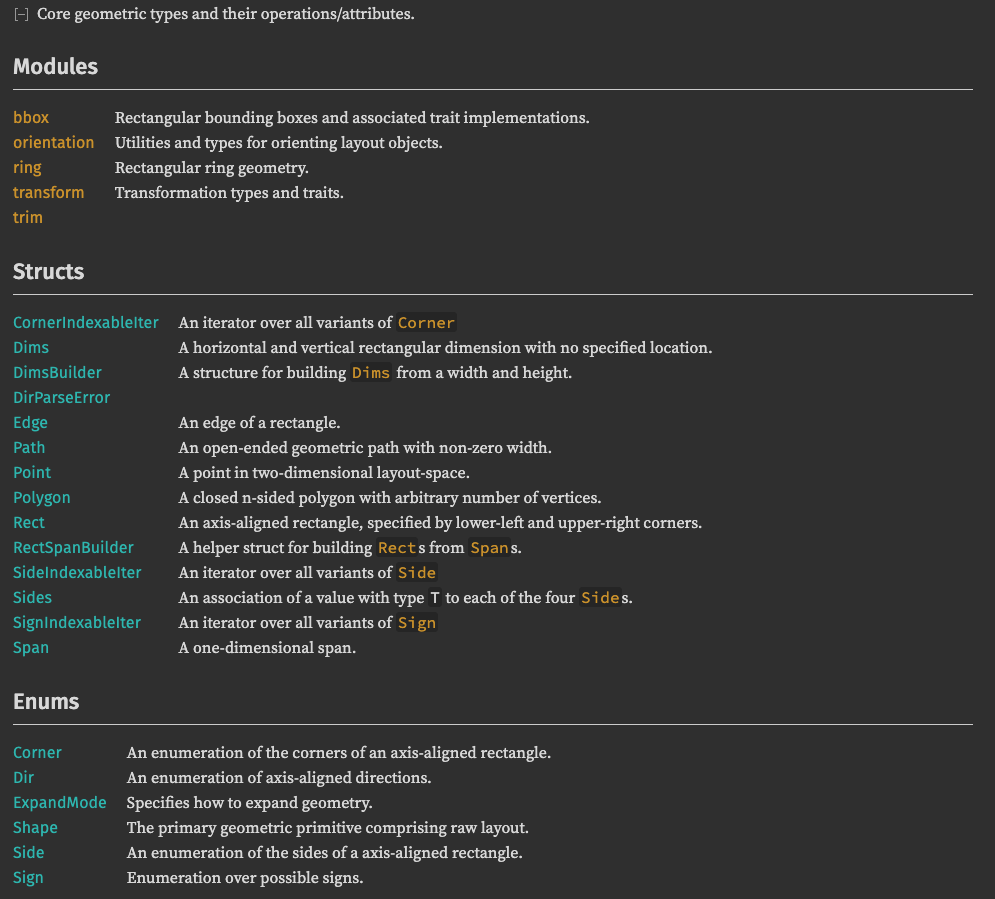 [−] Core geometric types and their operations/attributes.
Modules
bbox Rectangular bounding boxes and associated trait implementations.
orientation Utilities and types for orienting layout objects.
ring Rectangular ring geometry.
transform Transformation types and traits.
trim
Structs
CornerIndexableIter An iterator over all variants of Corner
Dims A horizontal and vertical rectangular dimension with no specified location.
DimsBuilder A structure for building Dims from a width and height.
DirParseError
Edge An edge of a rectangle.
Path An open-ended geometric path with non-zero width.
Point A point in two-dimensional layout-space.
Polygon A closed n-sided polygon with arbitrary number of vertices.
Rect An axis-aligned rectangle, specified by lower-left and upper-right corners.
RectSpanBuilder A helper struct for building Rects from Spans.
SideIndexableIter An iterator over all variants of Side
Sides An association of a value with type T to each of the four Sides.
SignIndexableIter An iterator over all variants of Sign
Span A one-dimensional span.
Enums
Corner An enumeration of the corners of an axis-aligned rectangle.
Dir An enumeration of axis-aligned directions.
ExpandMode Specifies how to expand geometry.
Shape The primary geometric primitive comprising raw layout.
Side An enumeration of the sides of a axis-aligned rectangle.
Sign Enumeration over possible signs.